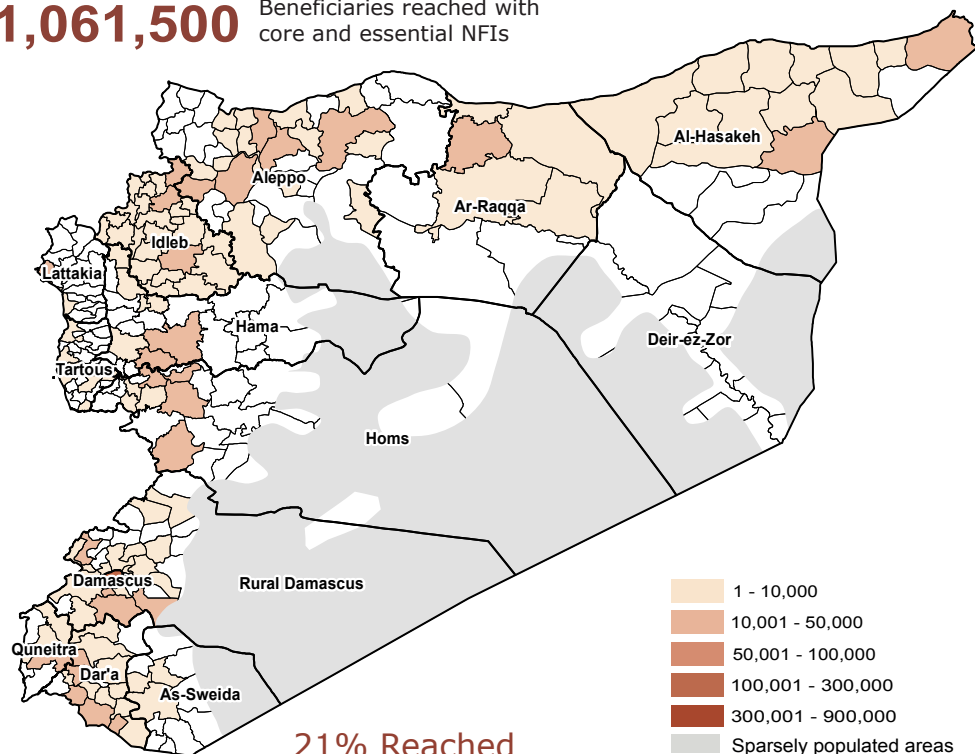 1,061,500
Beneficiaries reached with
core and essential NFIs
Al-Hasakeh
Aleppo
Ar-Raqqa
Idleb
Lattakia
Hama
Deir-ez-Zor
Tartous
Homs
Damascus
Rural Damascus
Quneitra
Dar'a
As-Sweida
1 - 10,000
10,001 - 50,000
50,001 - 100,000
100,001 - 300,000
300,001 - 900,000
Sparsely populated areas
21% Reached